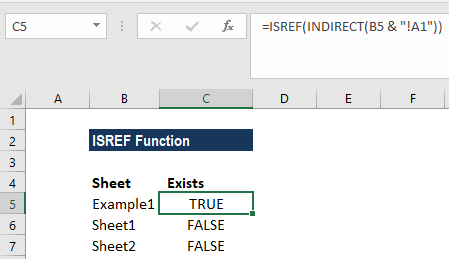 C5 fx =ISREF(INDIRECT(B5 & "!A1"))
A B C D E F
1
2 ISREF Function
3
4 Sheet Exists
5 Example1 TRUE
6 Sheet1 FALSE
7 Sheet2 FALSE